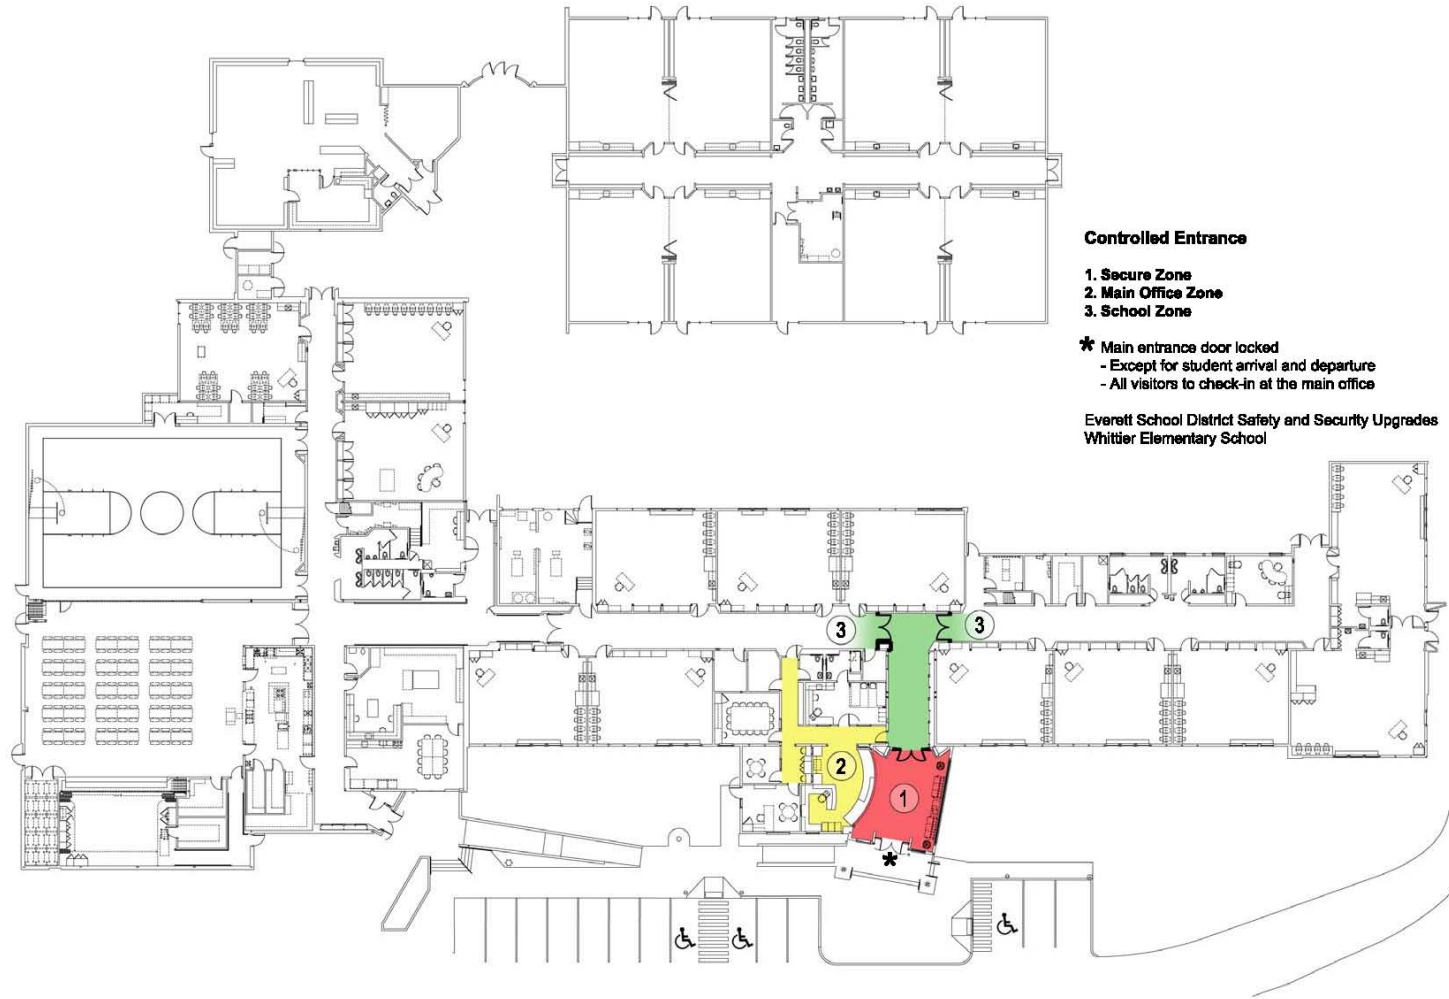 Controlled Entrance
1. Secure Zone
2. Main Office Zone
3. School Zone
* Main entrance door locked
- Except for student arrival and departure
- All visitors to check-in at the main office
Everett School District Safety and Security Upgrades
Whittier Elementary School
3
3
2
1
*